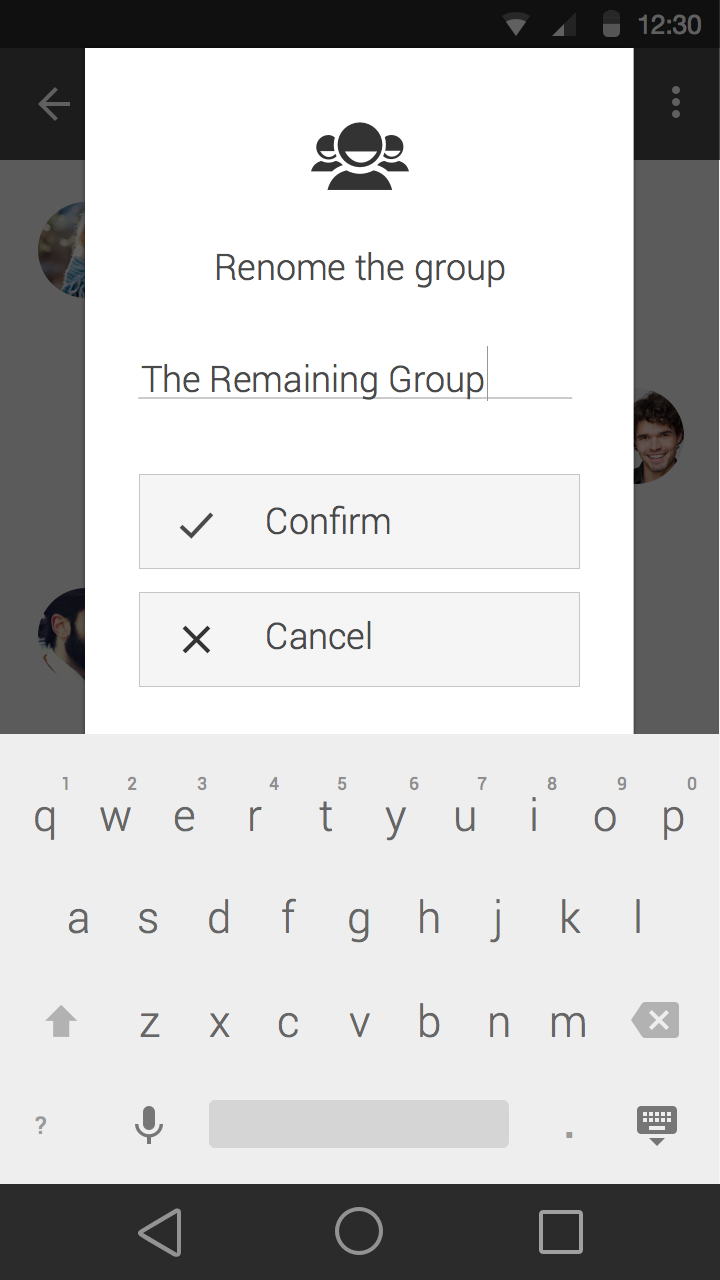 12:30
Renome the group
The Remaining Group
Confirm
Cancel
1 2 3 4 5 6 7 8 9 0
q w e r t y u i o p
a s d f g h j k l
z x c v b n m
? .